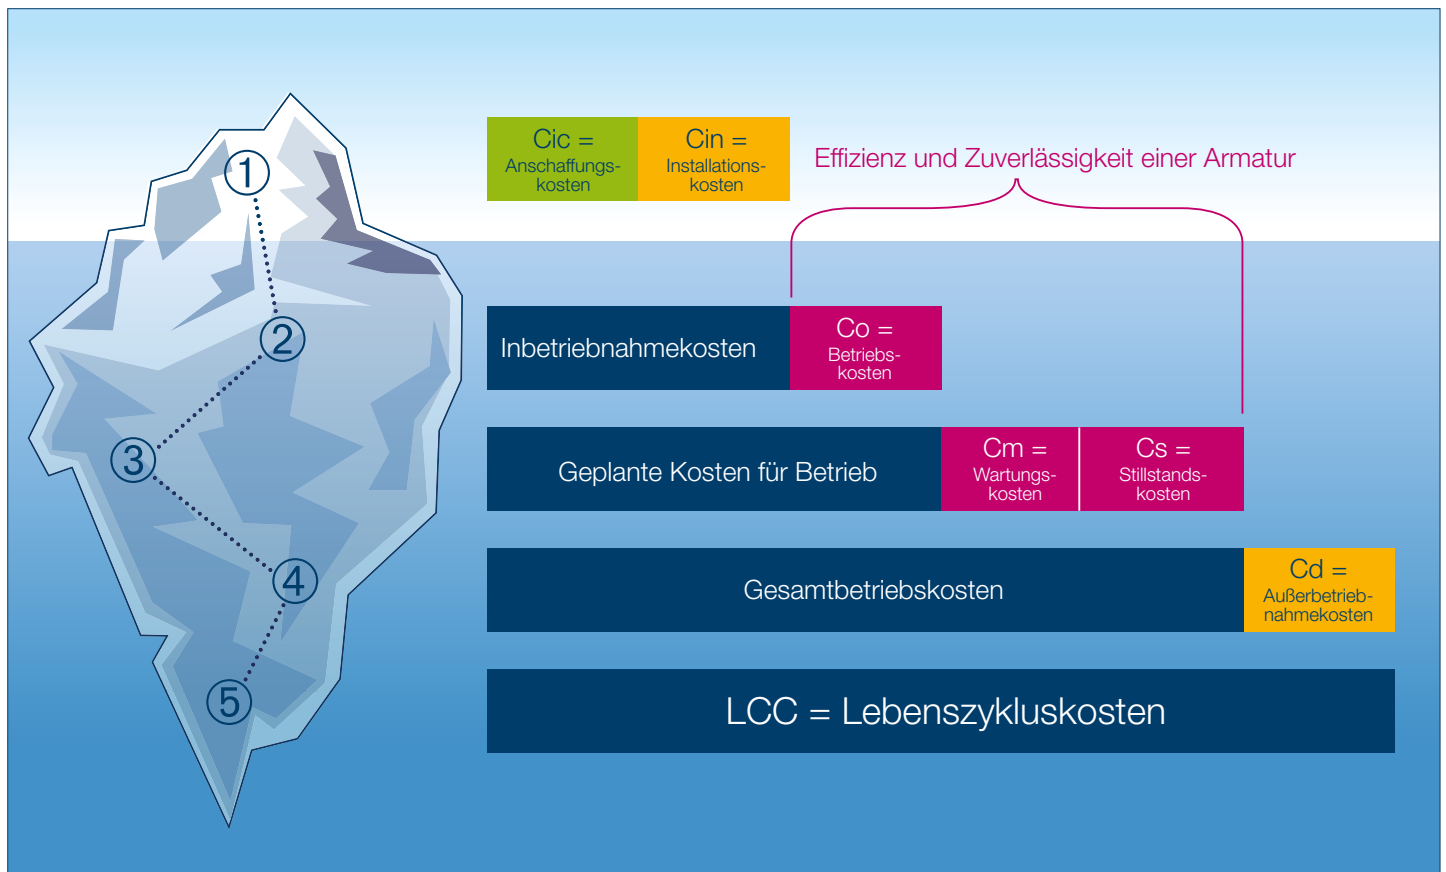 ①
Cic =
Anschaffungs-
kosten
Cin =
Installations-
kosten
Effizienz und Zuverlässigkeit einer Armatur
②
Inbetriebnahmekosten
Co =
Betriebs-
kosten
③
Geplante Kosten für Betrieb
Cm =
Wartungs-
kosten
Cs =
Stillstands-
kosten
④
Gesamtbetriebskosten
Cd =
Außerbetrieb-
nahmekosten
⑤
LCC = Lebenszykluskosten